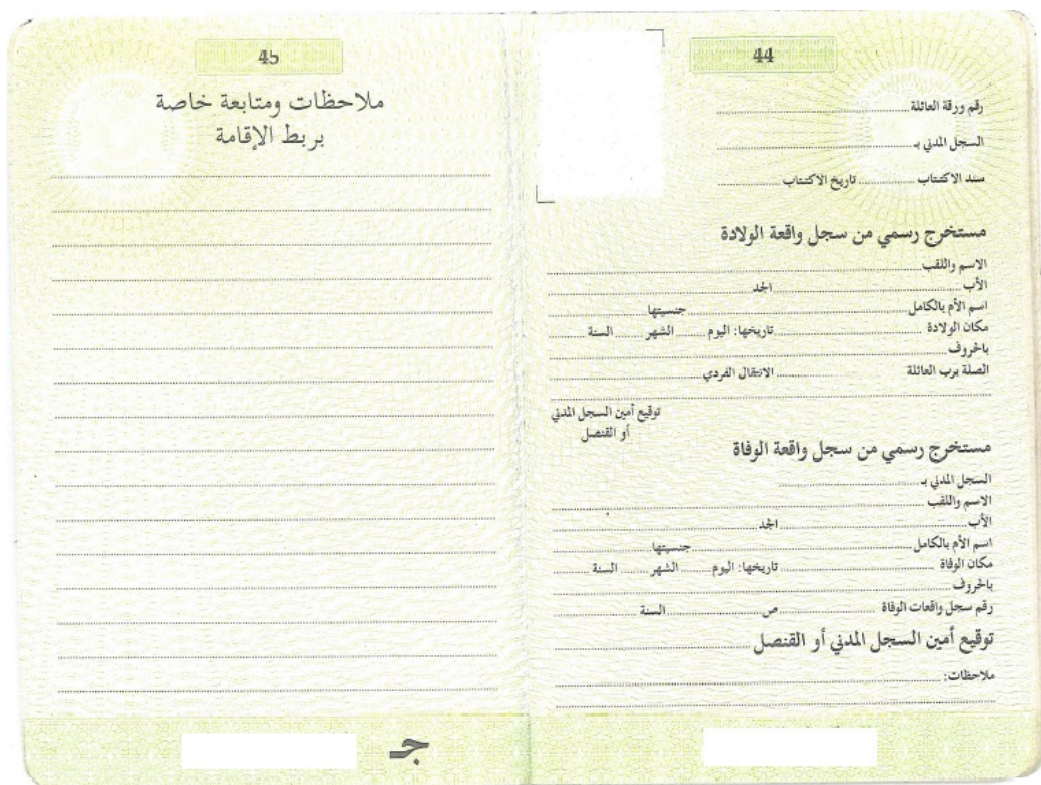 44
رقم ورقة العائلة
السجل المدني بـ
سند الاكتتاب تاريخ الاكتتاب
مستخرج رسمي من سجل واقعة الولادة
الاسم واللقب
الأب الجد
اسم الأم بالكامل جنسيتها
مكان الولادة تاريخها: اليوم الشهر السنة
بالحروف
الصلة برب العائلة الانتقال الفردي
توقيع أمين السجل المدني
أو القنصل
مستخرج رسمي من سجل واقعة الوفاة
السجل المدني بـ
الاسم واللقب
الأب الجد
اسم الأم بالكامل جنسيتها
مكان الوفاة تاريخها: اليوم الشهر السنة
بالحروف
رقم سجل واقعات الوفاة ص السنة
توقيع أمين السجل المدني أو القنصل
ملاحظات:
45
ملاحظات ومتابعة خاصة
بربط الإقامة
جـ